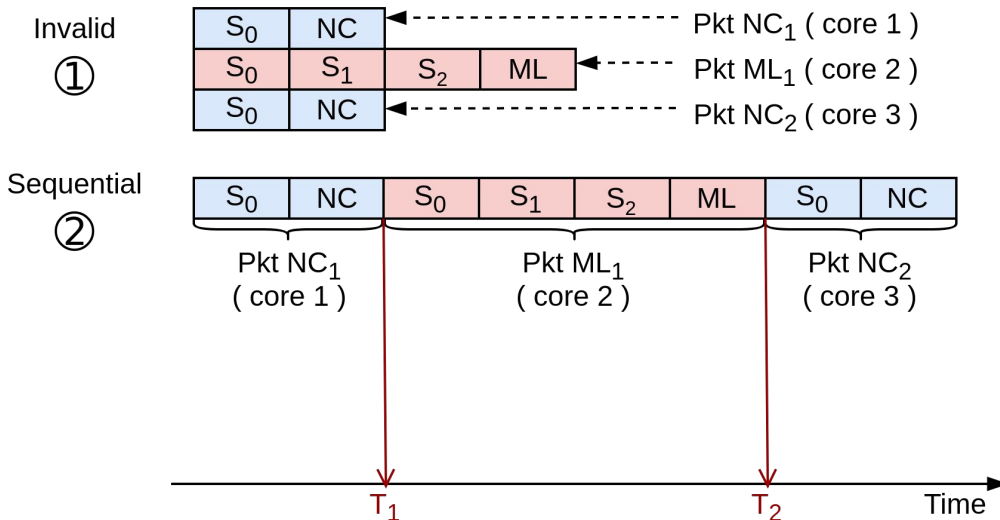 Invalid
①
S₀ NC
S₀ S₁ S₂ ML
S₀ NC
Pkt NC₁ ( core 1 )
Pkt ML₁ ( core 2 )
Pkt NC₂ ( core 3 )
Sequential
②
S₀ NC S₀ S₁ S₂ ML S₀ NC
Pkt NC₁
( core 1 )
Pkt ML₁
( core 2 )
Pkt NC₂
( core 3 )
T₁ T₂ Time